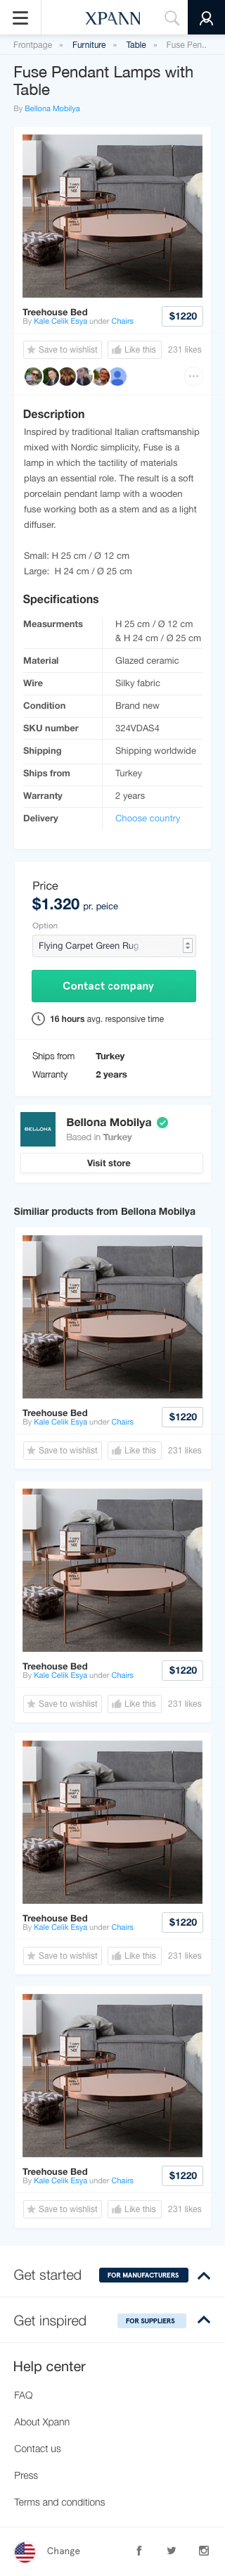 XPANN
Frontpage » Furniture » Table » Fuse Pen...
Fuse Pendant Lamps with
Table
By Bellona Mobilya
Treehouse Bed
$1220
By Kale Celik Esya under Chairs
Save to wishlist
Like this
231 likes
Description
Inspired by traditional Italian craftsmanship
mixed with Nordic simplicity, Fuse is a
lamp in which the tactility of materials
plays an essential role. The result is a soft
porcelain pendant lamp with a wooden
fuse working both as a stem and as a light
diffuser.
Small: H 25 cm / Ø 12 cm
Large: H 24 cm / Ø 25 cm
Specifications
Measurments H 25 cm / Ø 12 cm
& H 24 cm / Ø 25 cm
Material Glazed ceramic
Wire Silky fabric
Condition Brand new
SKU number 324VDAS4
Shipping Shipping worldwide
Ships from Turkey
Warranty 2 years
Delivery Choose country
Price
$1.320 pr. peice
Option
Flying Carpet Green Rug
Contact company
16 hours avg. responsive time
Ships from Turkey
Warranty 2 years
BELLONA
Bellona Mobilya
Based in Turkey
Visit store
Similiar products from Bellona Mobilya
Treehouse Bed
$1220
By Kale Celik Esya under Chairs
Save to wishlist
Like this
231 likes
Treehouse Bed
$1220
By Kale Celik Esya under Chairs
Save to wishlist
Like this
231 likes
Treehouse Bed
$1220
By Kale Celik Esya under Chairs
Save to wishlist
Like this
231 likes
Treehouse Bed
$1220
By Kale Celik Esya under Chairs
Save to wishlist
Like this
231 likes
Get started FOR MANUFACTURERS
Get inspired FOR SUPPLIERS
Help center
FAQ
About Xpann
Contact us
Press
Terms and conditions
Change